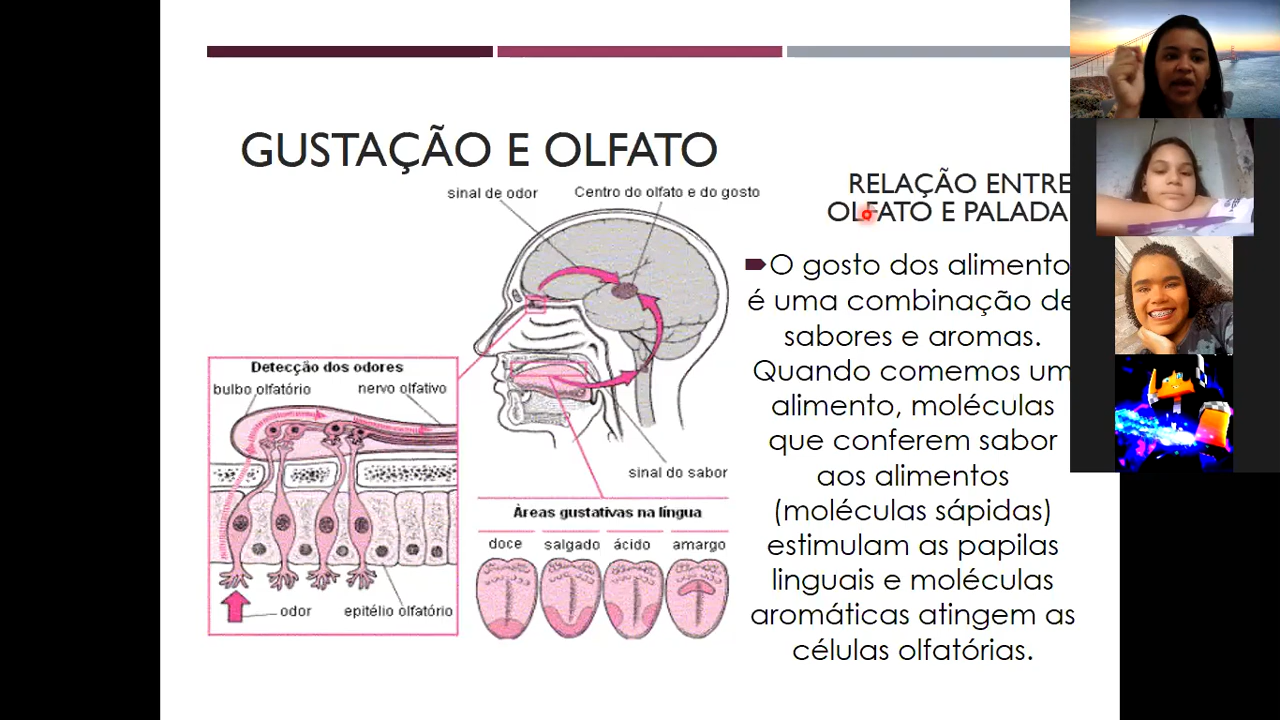 GUSTAÇÃO E OLFATO
sinal de odor
Centro do olfato e do gosto
Detecção dos odores
bulbo olfatório
nervo olfativo
odor
epitélio olfatório
sinal do sabor
Àreas gustativas na língua
doce
salgado
ácido
amargo
RELAÇÃO ENTRE
OLFATO E PALADA
O gosto dos alimento
é uma combinação de
sabores e aromas.
Quando comemos um
alimento, moléculas
que conferem sabor
aos alimentos
(moléculas sápidas)
estimulam as papilas
linguais e moléculas
aromáticas atingem as
células olfatórias.